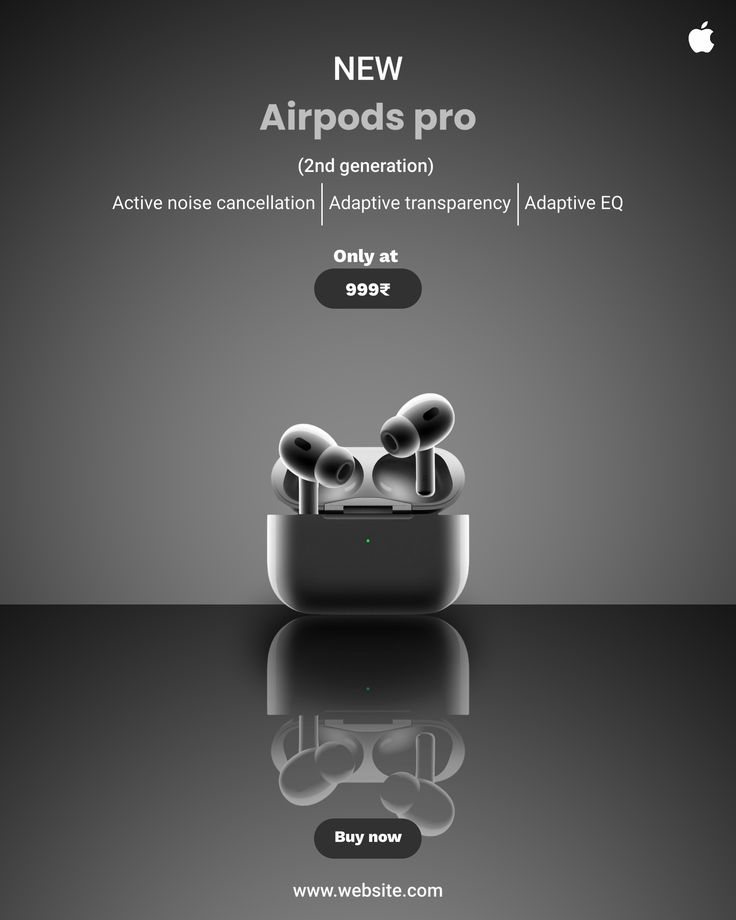 NEW
Airpods pro
(2nd generation)
Active noise cancellation | Adaptive transparency | Adaptive EQ
Only at
999₹
Buy now
www.website.com